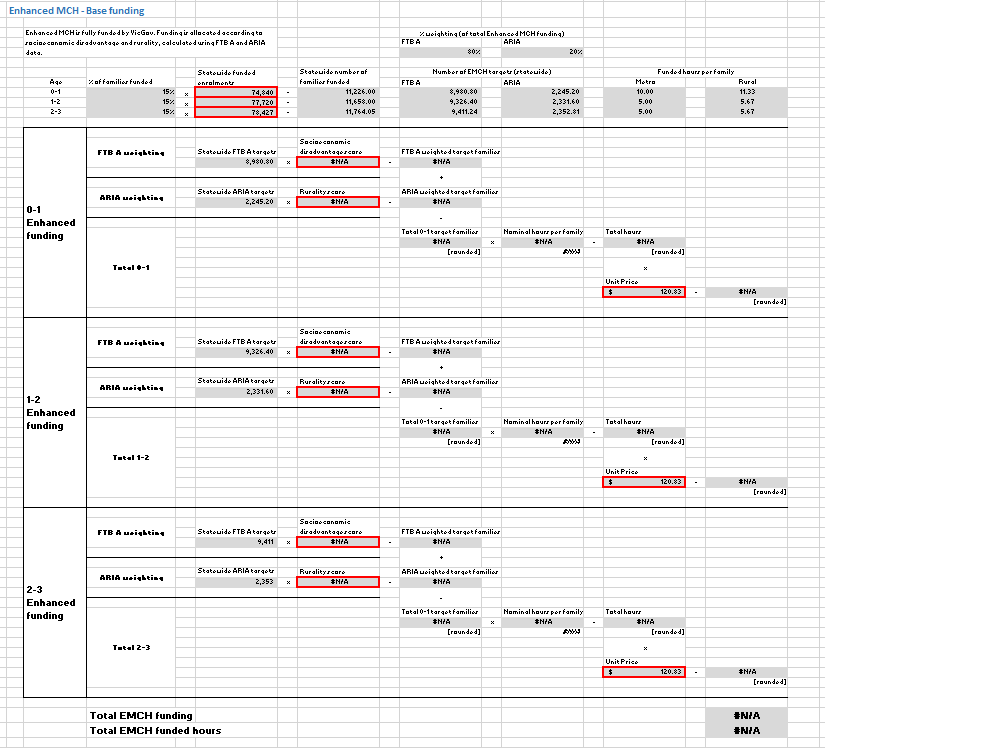 Enhanced MCH - Base funding
Enhanced MCH is fully funded by VicGov. Funding is allocated according to
socioeconomic disadvantage and rurality, calculated using FTB A and ARIA
data.
% weighting (of total Enhanced MCH funding)
FTB A ARIA
80% 20%
Age % of families funded Statewide funded enrolments Statewide number of families funded Number of EMCH targets (statewide) Funded hours per family
FTB A ARIA Metro Rural
0-1 15% x 74,840 - 11,226.00 8,980.80 2,245.20 10.00 11.33
1-2 15% x 77,720 - 11,658.00 9,326.40 2,331.60 5.00 5.67
2-3 15% x 78,427 - 11,764.05 9,411.24 2,352.81 5.00 5.67
0-1 Enhanced funding
Socioeconomic
FTB A weighting Statewide FTB A targets disadvantage score FTB A weighted target families
8,980.80 x #N/A - #N/A
+
ARIA weighting Statewide ARIA targets Rurality score ARIA weighted target families
2,245.20 x #N/A - #N/A
-
Total 0-1 target families Nominal hours per family Total hours
#N/A x #N/A - #N/A
[rounded] [rounded]
Total 0-1 x
Unit Price
$ 120.83 - #N/A
[rounded]
1-2 Enhanced funding
Socioeconomic
FTB A weighting Statewide FTB A targets disadvantage score FTB A weighted target families
9,326.40 x #N/A - #N/A
+
ARIA weighting Statewide ARIA targets Rurality score ARIA weighted target families
2,331.60 x #N/A - #N/A
-
Total 0-1 target families Nominal hours per family Total hours
#N/A x #N/A - #N/A
[rounded] [rounded]
Total 1-2 x
Unit Price
$ 120.83 - #N/A
[rounded]
2-3 Enhanced funding
Socioeconomic
FTB A weighting Statewide FTB A targets disadvantage score FTB A weighted target families
9,411 x #N/A - #N/A
+
ARIA weighting Statewide ARIA targets Rurality score ARIA weighted target families
2,353 x #N/A - #N/A
-
Total 0-1 target families Nominal hours per family Total hours
#N/A x #N/A - #N/A
[rounded] [rounded]
Total 2-3 x
Unit Price
$ 120.83 - #N/A
[rounded]
Total EMCH funding #N/A
Total EMCH funded hours #N/A